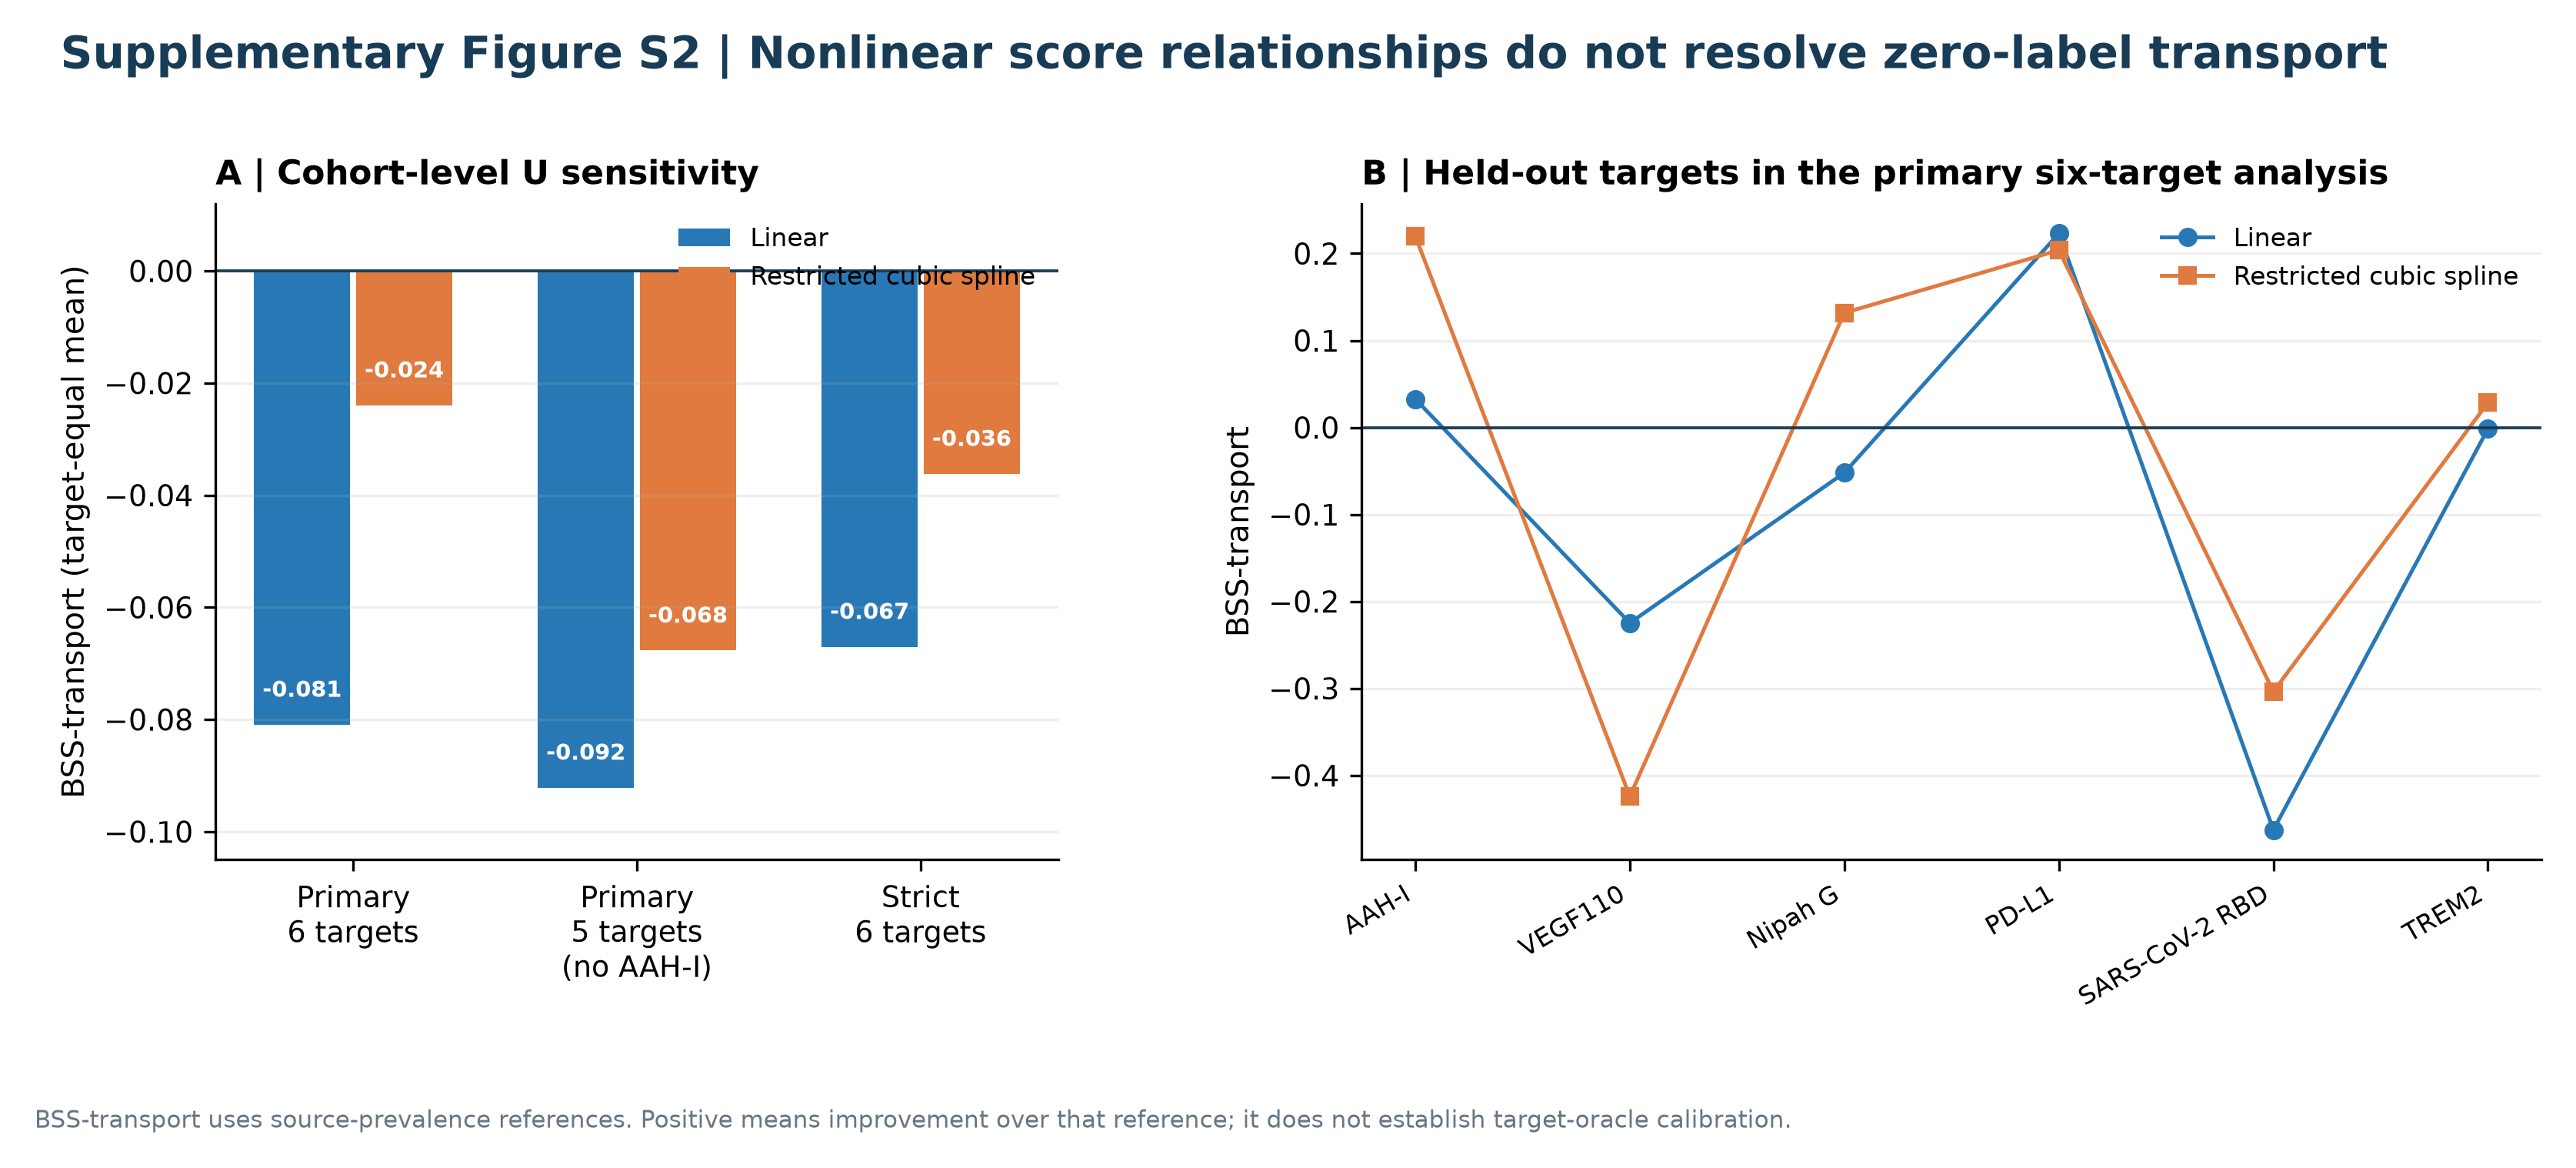 Supplementary Figure S2 | Nonlinear score relationships do not resolve zero-label transport
A | Cohort-level U sensitivity
Linear
Restricted cubic spline
BSS-transport (target-equal mean)
0.00
−0.02
−0.04
−0.06
−0.08
−0.10
-0.081
-0.024
-0.092
-0.068
-0.067
-0.036
Primary
6 targets
Primary
5 targets
(no AAH-I)
Strict
6 targets
B | Held-out targets in the primary six-target analysis
Linear
Restricted cubic spline
BSS-transport
0.2
0.1
0.0
−0.1
−0.2
−0.3
−0.4
AAH-I
VEGF110
Nipah G
PD-L1
SARS-CoV-2 RBD
TREM2
BSS-transport uses source-prevalence references. Positive means improvement over that reference; it does not establish target-oracle calibration.